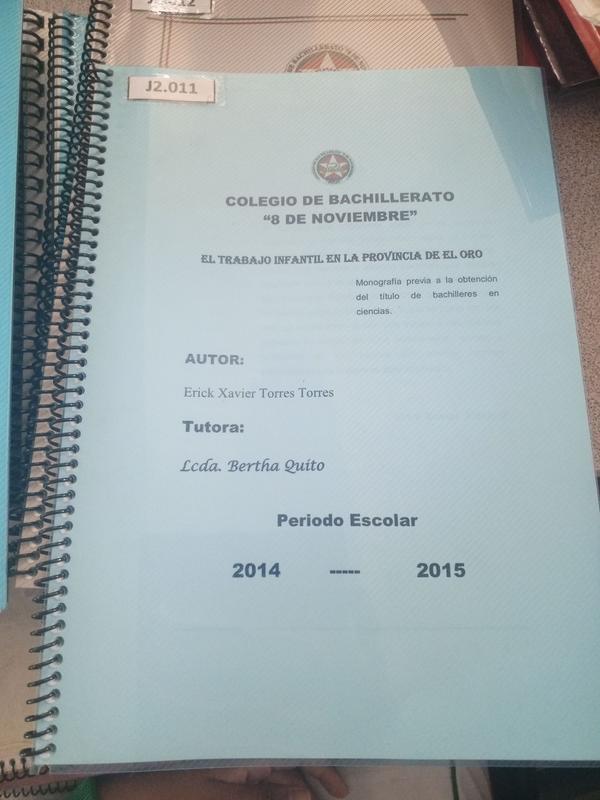 J2.011
COLEGIO DE BACHILLERATO
“8 DE NOVIEMBRE”
EL TRABAJO INFANTIL EN LA PROVINCIA DE EL ORO
Monografía previa a la obtención
del título de bachilleres en
ciencias.
AUTOR:
Erick Xavier Torres Torres
Tutora:
Lcda. Bertha Quito
Periodo Escolar
2014 ----- 2015